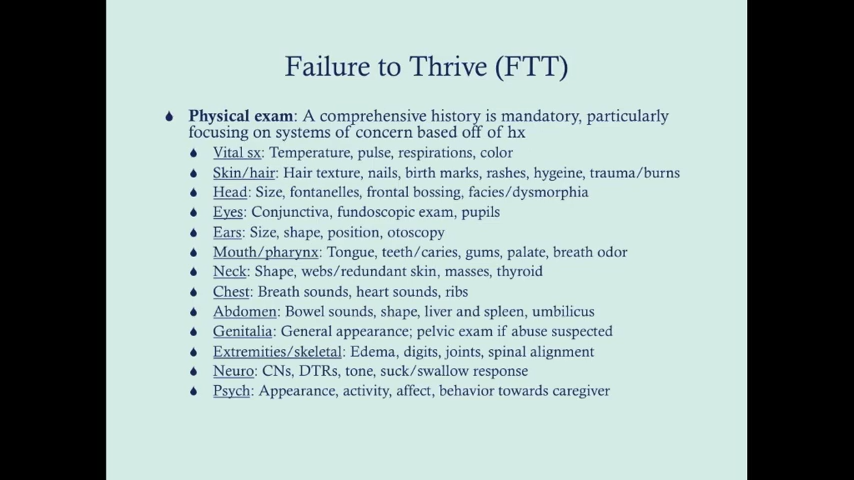 Failure to Thrive (FTT)
Physical exam: A comprehensive history is mandatory, particularly
focusing on systems of concern based off of hx
Vital sx: Temperature, pulse, respirations, color
Skin/hair: Hair texture, nails, birth marks, rashes, hygeine, trauma/burns
Head: Size, fontanelles, frontal bossing, facies/dysmorphia
Eyes: Conjunctiva, fundoscopic exam, pupils
Ears: Size, shape, position, otoscopy
Mouth/pharynx: Tongue, teeth/caries, gums, palate, breath odor
Neck: Shape, webs/redundant skin, masses, thyroid
Chest: Breath sounds, heart sounds, ribs
Abdomen: Bowel sounds, shape, liver and spleen, umbilicus
Genitalia: General appearance; pelvic exam if abuse suspected
Extremities/skeletal: Edema, digits, joints, spinal alignment
Neuro: CNs, DTRs, tone, suck/swallow response
Psych: Appearance, activity, affect, behavior towards caregiver